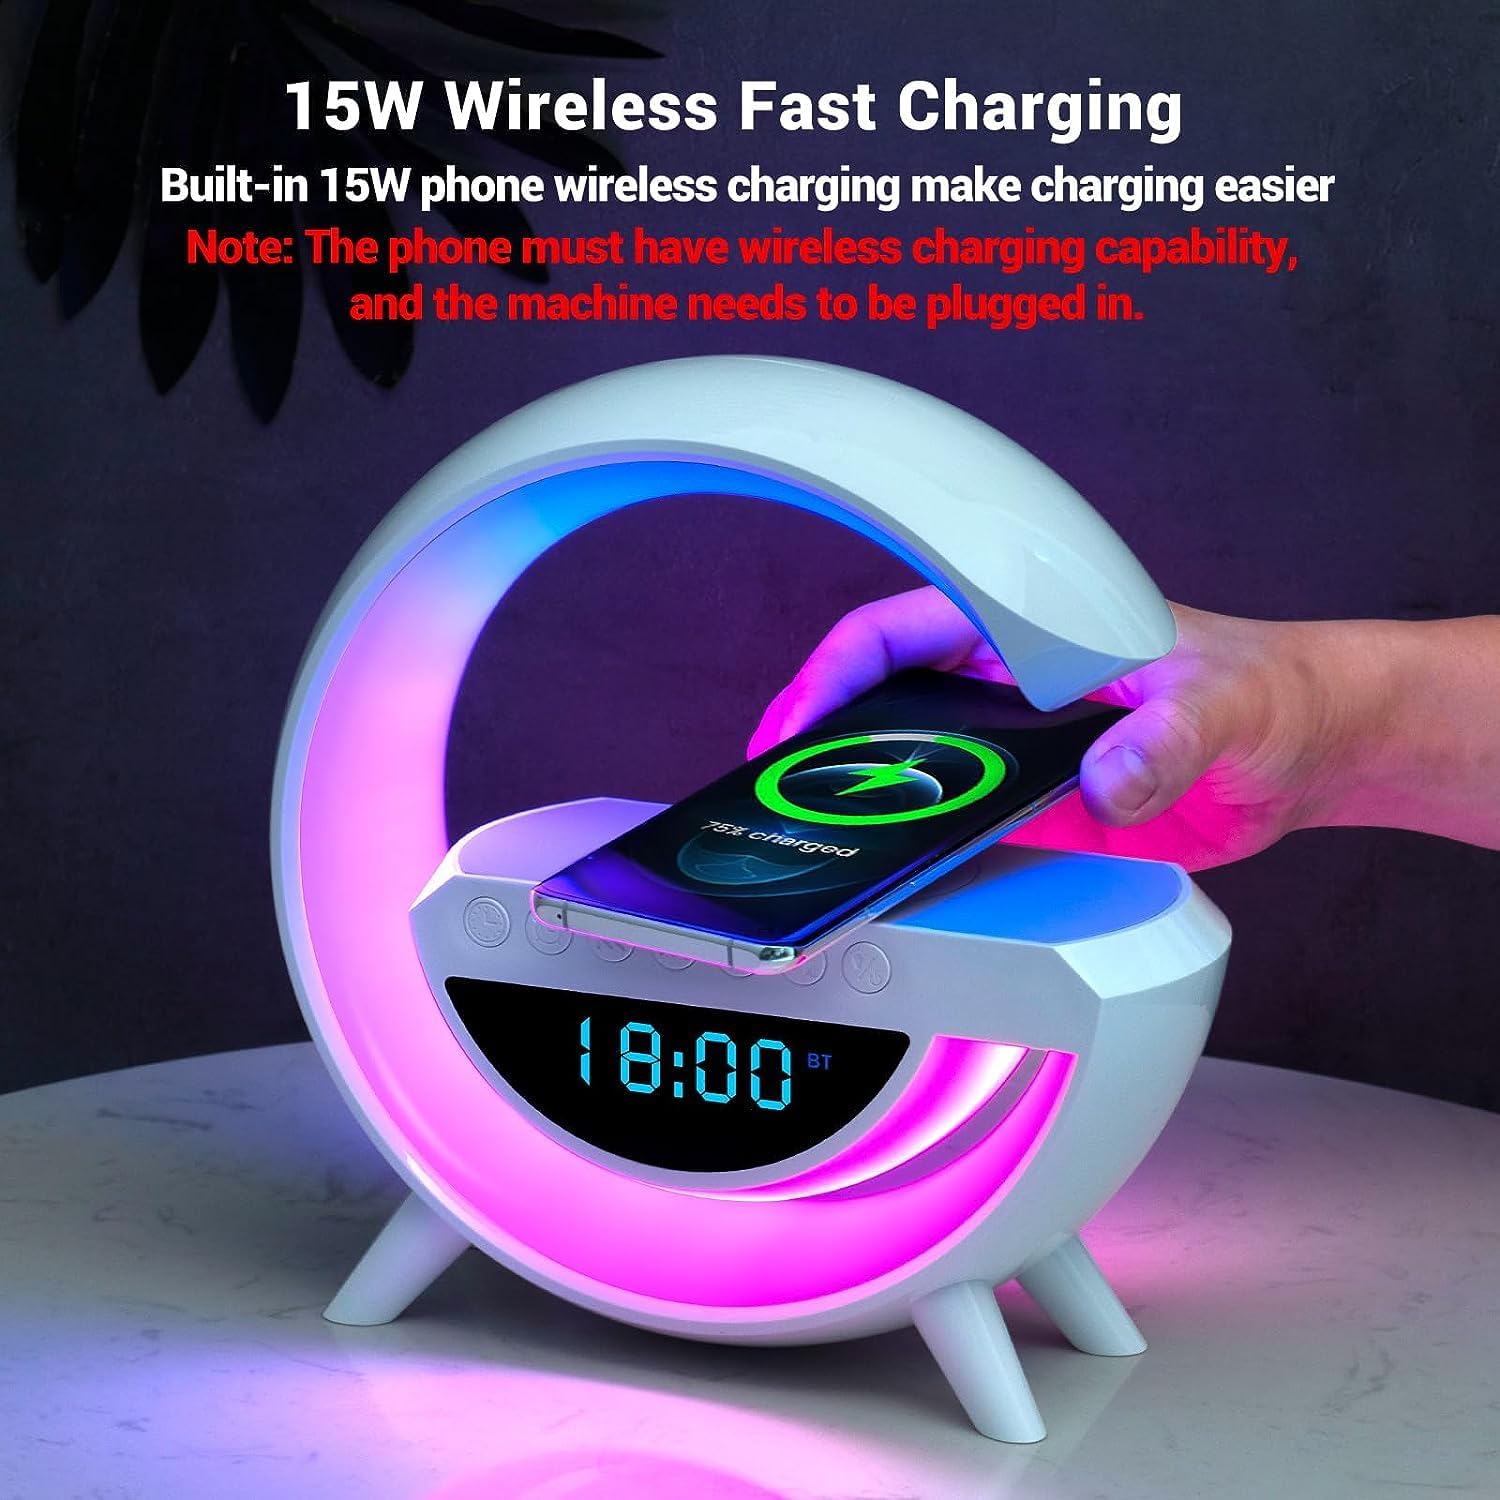 15W Wireless Fast Charging
Built-in 15W phone wireless charging make charging easier
Note: The phone must have wireless charging capability,
and the machine needs to be plugged in.
75% charged
18:00 BT